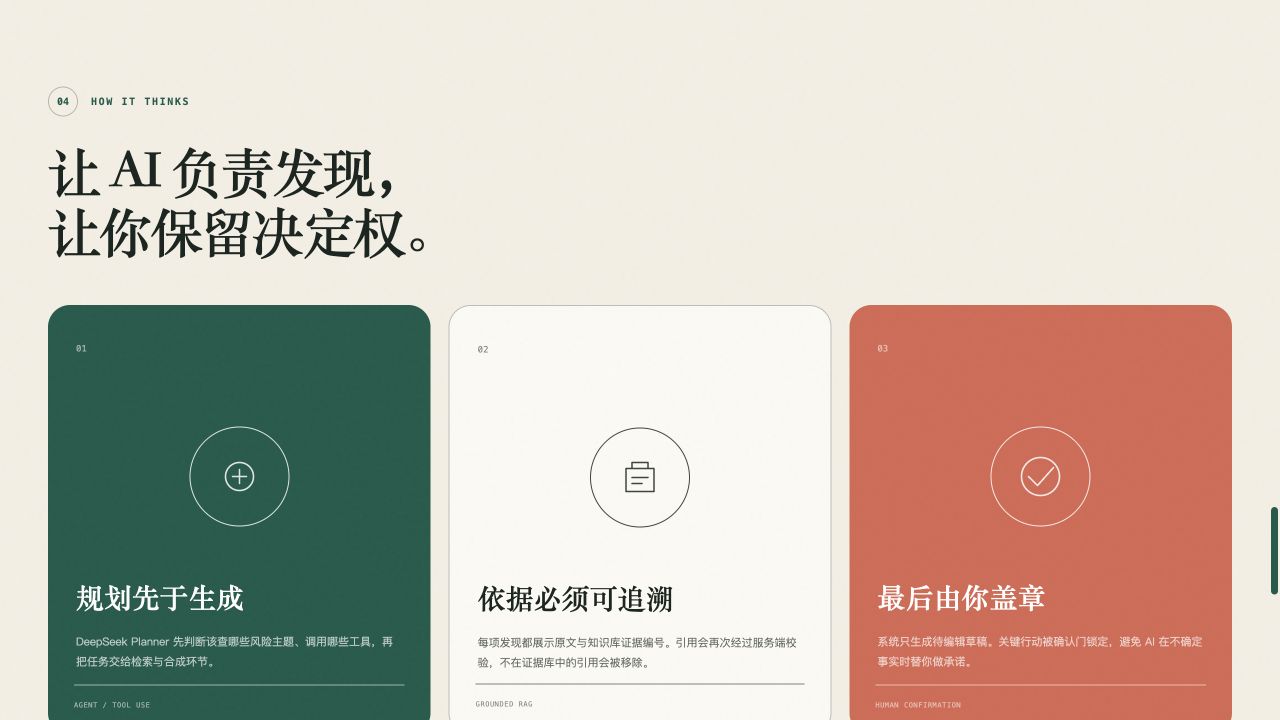 04 HOW IT THINKS
让 AI 负责发现，
让你保留决定权。
01
规划先于生成
DeepSeek Planner 先判断该查哪些风险主题、调用哪些工具，再
把任务交给检索与合成环节。
AGENT / TOOL USE
02
依据必须可追溯
每项发现都展示原文与知识库证据编号。引用会再次经过服务端校
验，不在证据库中的引用会被移除。
GROUNDED RAG
03
最后由你盖章
系统只生成待编辑草稿。关键行动被确认门锁定，避免 AI 在不确定
事实时替你做承诺。
HUMAN CONFIRMATION